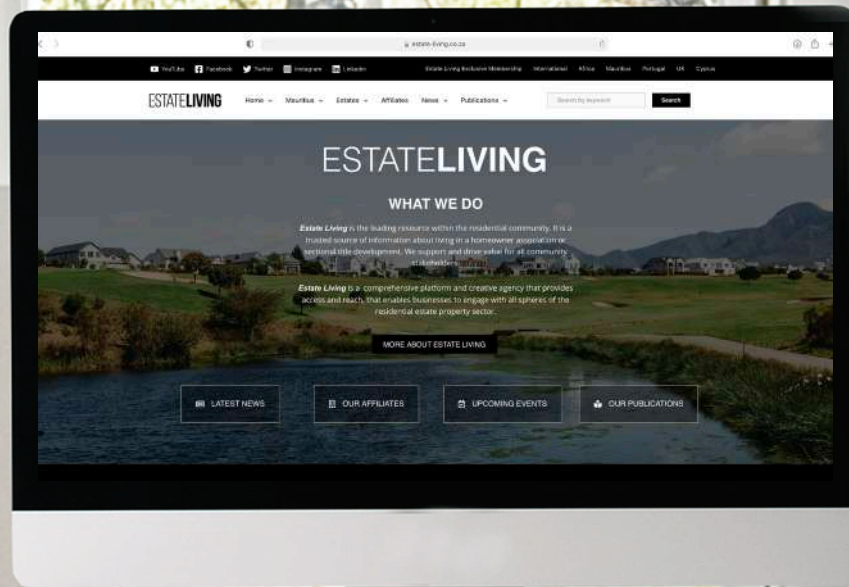 estate-living.co.za
YouTube Facebook Twitter Instagram LinkedIn Estate Living Exclusive Membership International Africa Mauritius Portugal UK Cyprus
ESTATELIVING Home Mauritius Estates Affiliates News Publications Search by keyword Search
ESTATELIVING
WHAT WE DO
Estate Living is the leading resource within the residential community. It is a
trusted source of information about living in a homeowner association or
sectional title development. We support and drive value for all community
stakeholders.
Estate Living is a comprehensive platform and creative agency that provides
access and reach, that enables businesses to engage with all spheres of the
residential estate property sector.
MORE ABOUT ESTATE LIVING
LATEST NEWS OUR AFFILIATES UPCOMING EVENTS OUR PUBLICATIONS